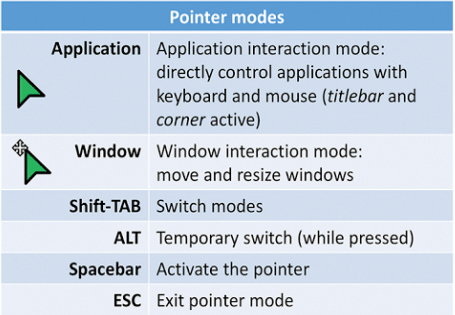 Pointer modes
Application Application interaction mode:
directly control applications with
keyboard and mouse (titlebar and
corner active)
Window Window interaction mode:
move and resize windows
Shift-TAB Switch modes
ALT Temporary switch (while pressed)
Spacebar Activate the pointer
ESC Exit pointer mode